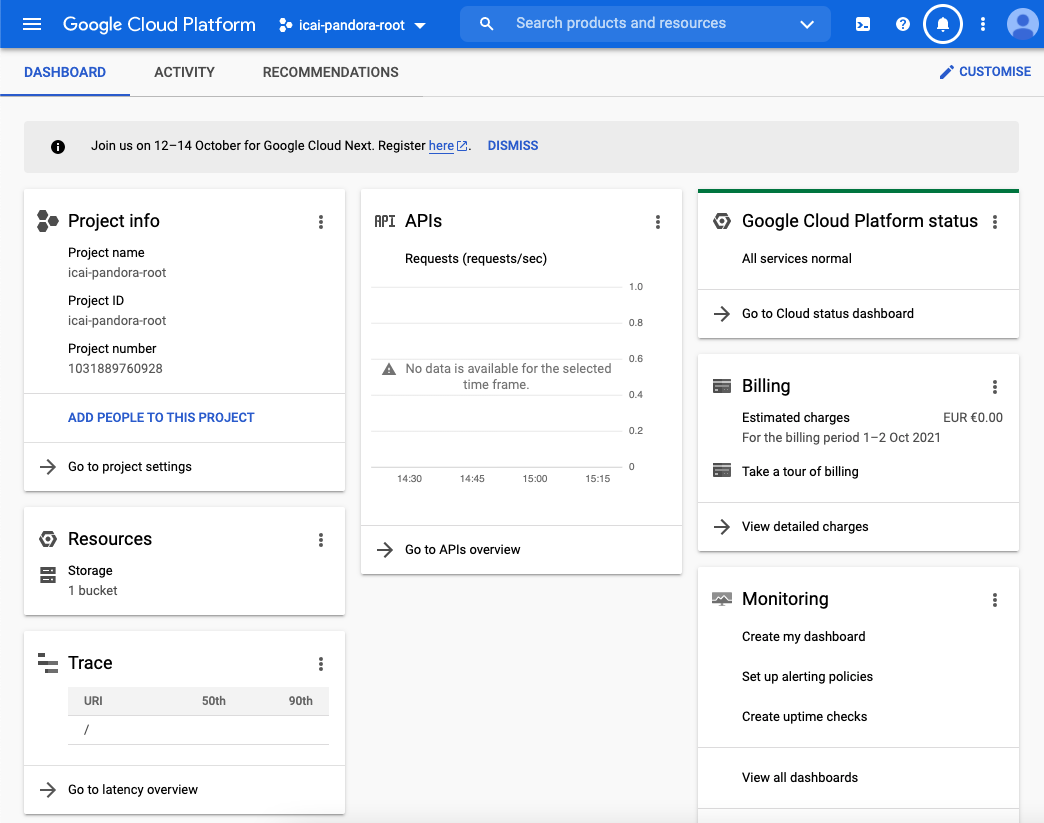 Google Cloud Platform
icai-pandora-root
Search products and resources
DASHBOARD
ACTIVITY
RECOMMENDATIONS
CUSTOMISE
Join us on 12–14 October for Google Cloud Next. Register here. DISMISS
Project info
Project name
icai-pandora-root
Project ID
icai-pandora-root
Project number
1031889760928
ADD PEOPLE TO THIS PROJECT
Go to project settings
Resources
Storage
1 bucket
Trace
URI 50th 90th
/
Go to latency overview
API APIs
Requests (requests/sec)
1.0
0.8
0.6
No data is available for the selected
time frame.
0.4
0.2
0
14:30 14:45 15:00 15:15
Go to APIs overview
Google Cloud Platform status
All services normal
Go to Cloud status dashboard
Billing
Estimated charges EUR €0.00
For the billing period 1–2 Oct 2021
Take a tour of billing
View detailed charges
Monitoring
Create my dashboard
Set up alerting policies
Create uptime checks
View all dashboards